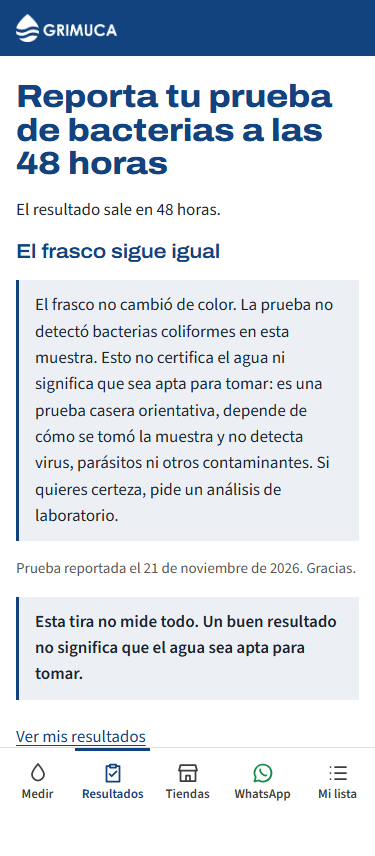 GRIMUCA
Reporta tu prueba
de bacterias a las
48 horas
El resultado sale en 48 horas.
El frasco sigue igual
El frasco no cambió de color. La prueba no
detectó bacterias coliformes en esta
muestra. Esto no certifica el agua ni
significa que sea apta para tomar: es una
prueba casera orientativa, depende de
cómo se tomó la muestra y no detecta
virus, parásitos ni otros contaminantes. Si
quieres certeza, pide un análisis de
laboratorio.
Prueba reportada el 21 de noviembre de 2026. Gracias.
Esta tira no mide todo. Un buen resultado
no significa que el agua sea apta para
tomar.
Ver mis resultados
Medir Resultados Tiendas WhatsApp Mi lista